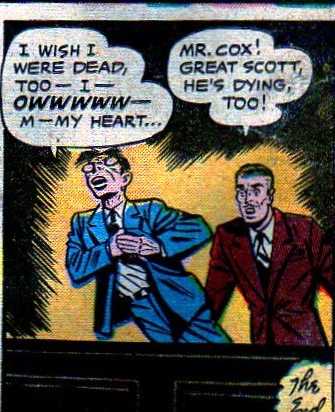 I WISH I
WERE DEAD,
TOO — I —
OWWWWW —
M—MY HEART...
MR. COX!
GREAT SCOTT,
HE'S DYING,
TOO!
The
End